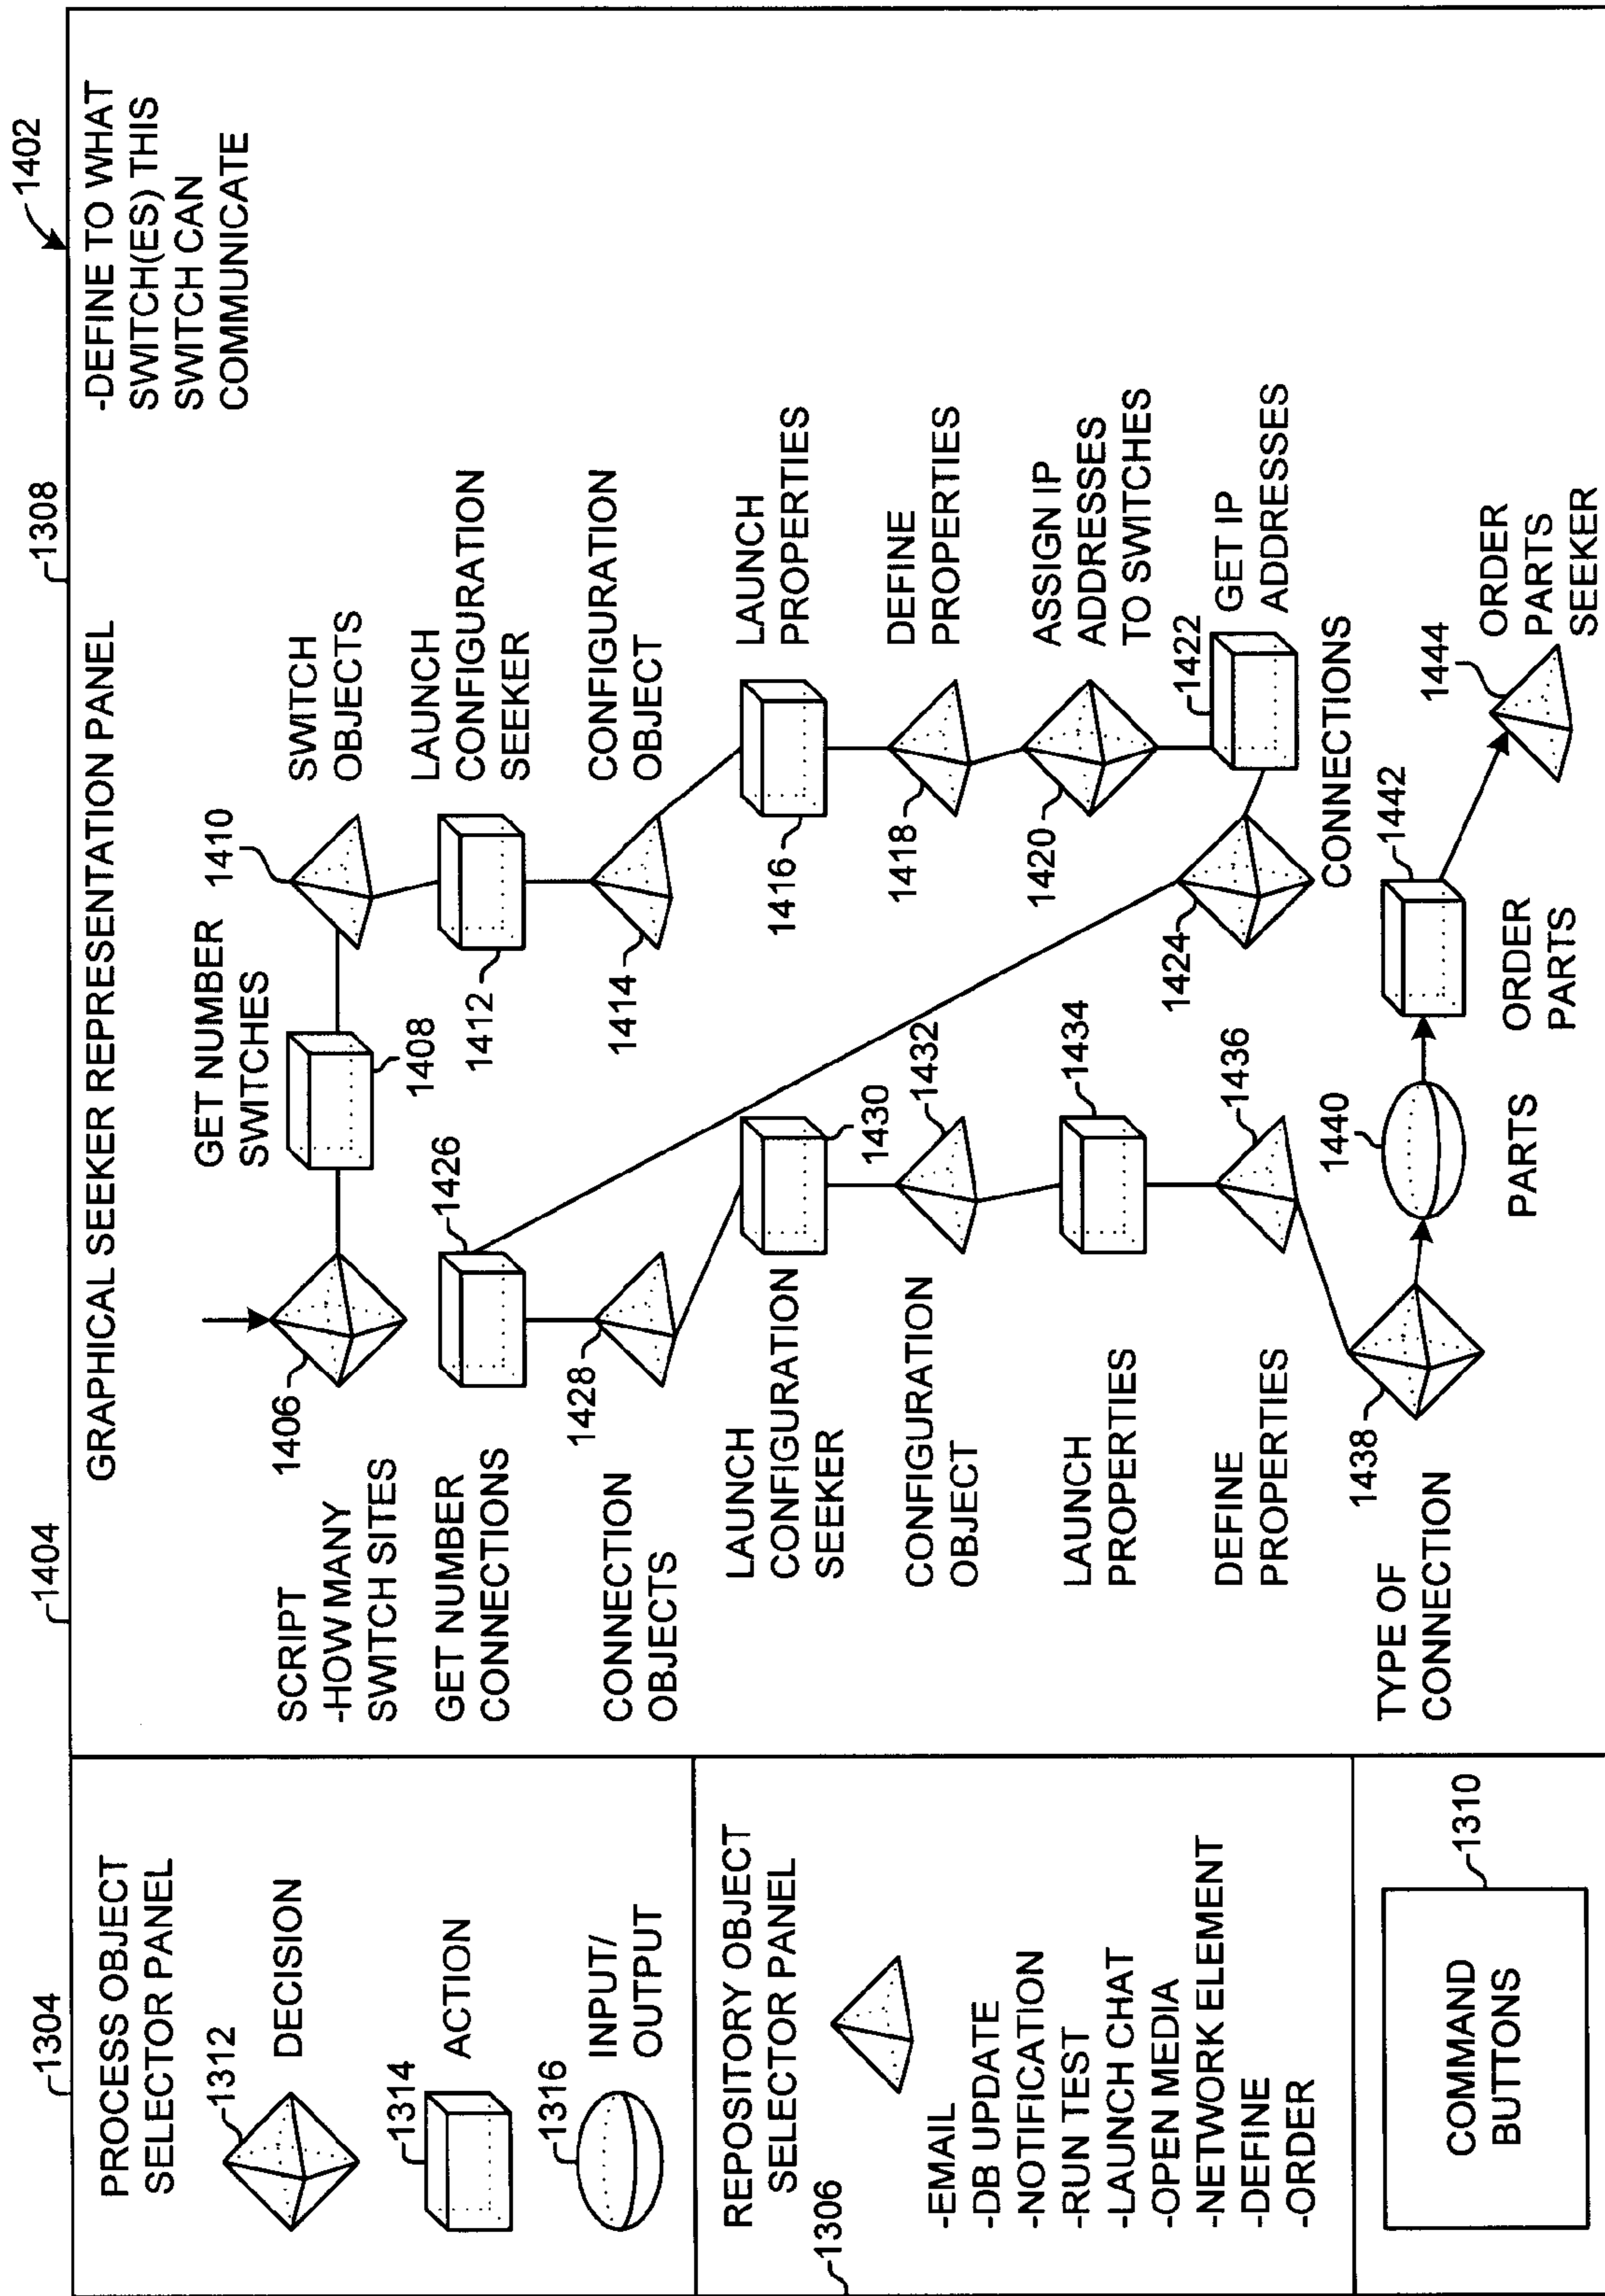 1402
1308
1404
1304
GRAPHICAL SEEKER REPRESENTATION PANEL
-DEFINE TO WHAT
SWITCH(ES) THIS
SWITCH CAN
COMMUNICATE
PROCESS OBJECT
SELECTOR PANEL
1312
DECISION
1314
ACTION
1316
INPUT/
OUTPUT
REPOSITORY OBJECT
SELECTOR PANEL
1306
-EMAIL
-DB UPDATE
-NOTIFICATION
-RUN TEST
-LAUNCH CHAT
-OPEN MEDIA
-NETWORK ELEMENT
-DEFINE
-ORDER
COMMAND
BUTTONS
1310
SCRIPT
-HOW MANY
SWITCH SITES
1406
GET NUMBER
SWITCHES
1408
1410
SWITCH
OBJECTS
1412
LAUNCH
CONFIGURATION
SEEKER
1414
CONFIGURATION
OBJECT
1416
LAUNCH
PROPERTIES
1418
DEFINE
PROPERTIES
1420
ASSIGN IP
ADDRESSES
TO SWITCHES
1422
GET IP
ADDRESSES
1424
CONNECTIONS
GET NUMBER
CONNECTIONS
1426
CONNECTION
OBJECTS
1428
LAUNCH
CONFIGURATION
SEEKER
1430
CONFIGURATION
OBJECT
1432
LAUNCH
PROPERTIES
1434
DEFINE
PROPERTIES
1436
TYPE OF
CONNECTION
1438
1440
PARTS
1442
ORDER
PARTS
1444
ORDER
PARTS
SEEKER